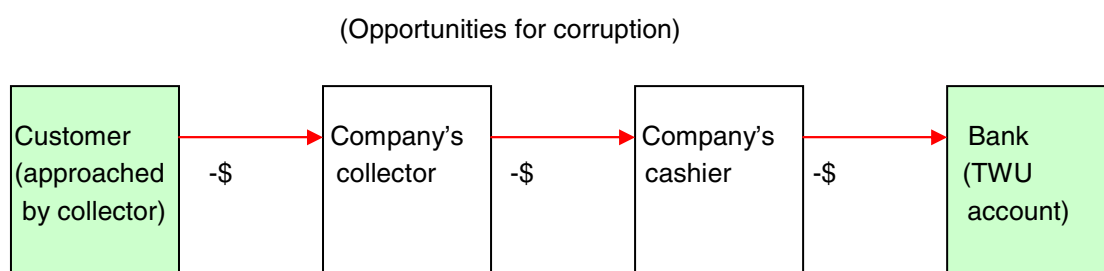 (Opportunities for corruption)
Customer
(approached
by collector)
-$
Company’s
collector
-$
Company’s
cashier
-$
Bank
(TWU
account)